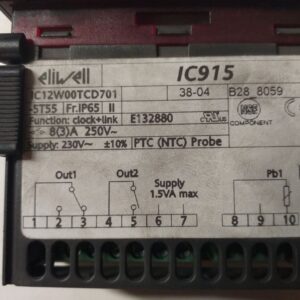 eliwell
IC915
IC12W00TCD701
38-04
B28 8059
-5T55 Fr.IP65 II
Function: clock+link
E132880
8(3)A 250V~
COMPONENT
Supply: 230V~ ±10% PTC (NTC) Probe
Out1
Out2
Supply
1.5VA max
Pb1
1 2 3 4 5 6 7 8 9 10